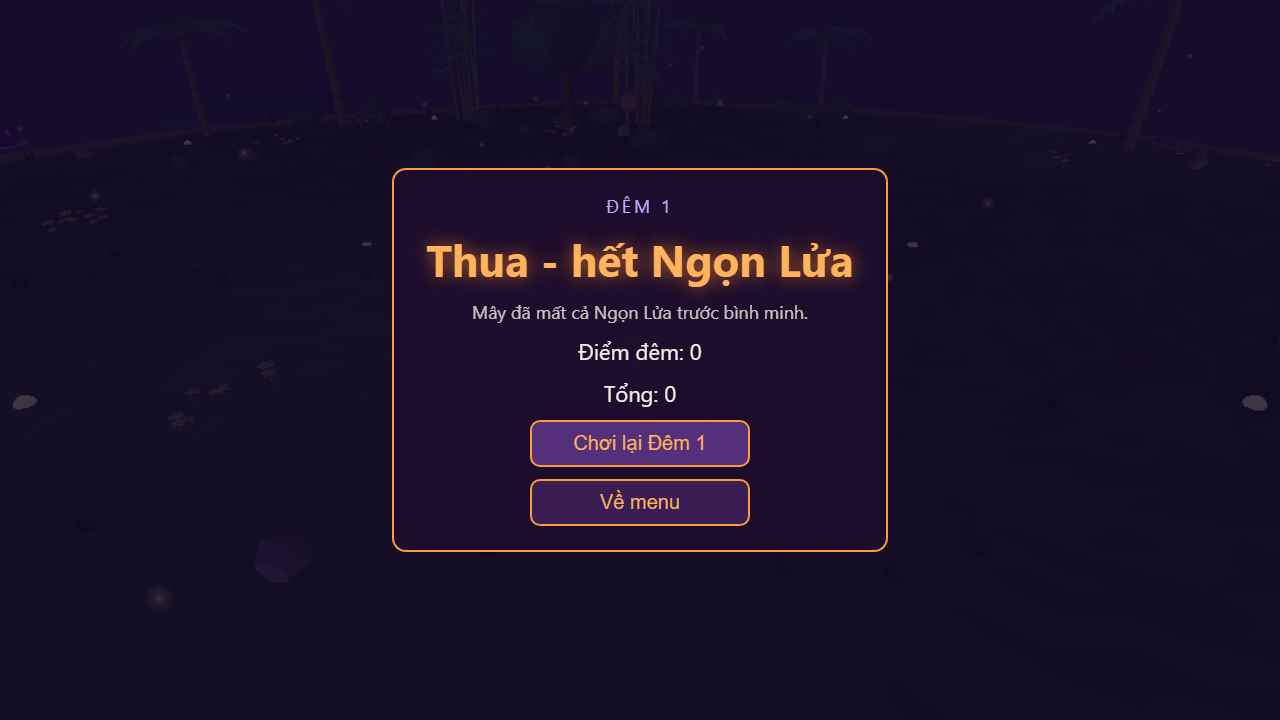 ĐÊM 1
Thua - hết Ngọn Lửa
Mây đã mất cả Ngọn Lửa trước bình minh.
Điểm đêm: 0
Tổng: 0
Chơi lại Đêm 1
Về menu